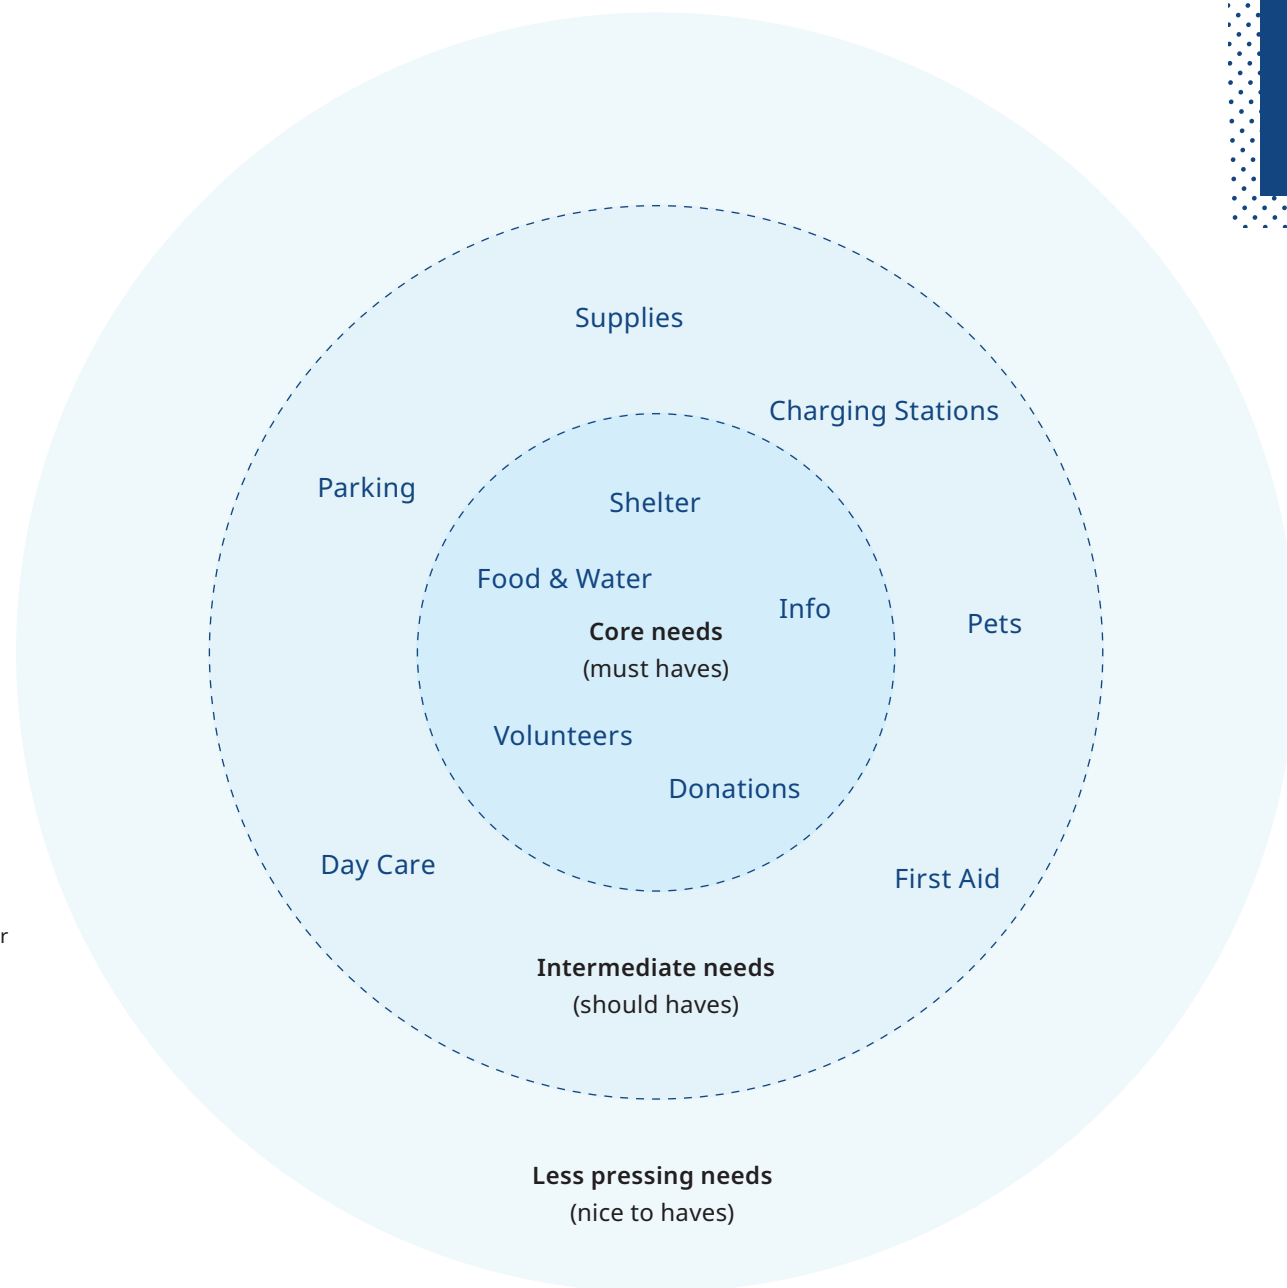 Supplies
Charging Stations
Parking
Shelter
Food & Water
Info
Pets
Core needs
(must haves)
Volunteers
Donations
Day Care
First Aid
r
Intermediate needs
(should haves)
Less pressing needs
(nice to haves)